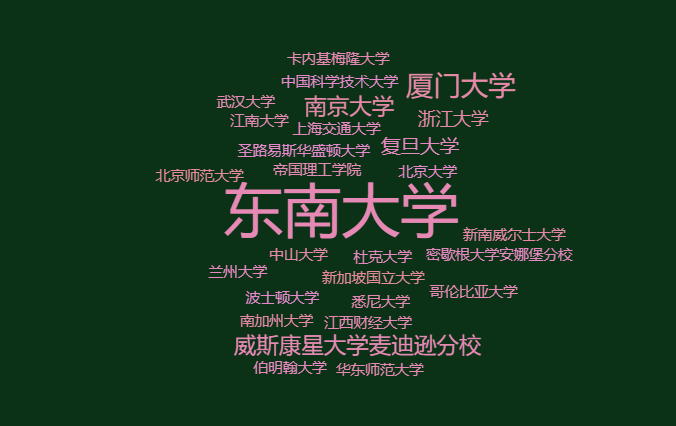 卡内基梅隆大学
中国科学技术大学
厦门大学
武汉大学
南京大学
江南大学
浙江大学
上海交通大学
圣路易斯华盛顿大学
复旦大学
北京师范大学
帝国理工学院
北京大学
东南大学
新南威尔士大学
中山大学
杜克大学
密歇根大学安娜堡分校
兰州大学
新加坡国立大学
波士顿大学
悉尼大学
哥伦比亚大学
南加州大学
江西财经大学
威斯康星大学麦迪逊分校
伯明翰大学
华东师范大学